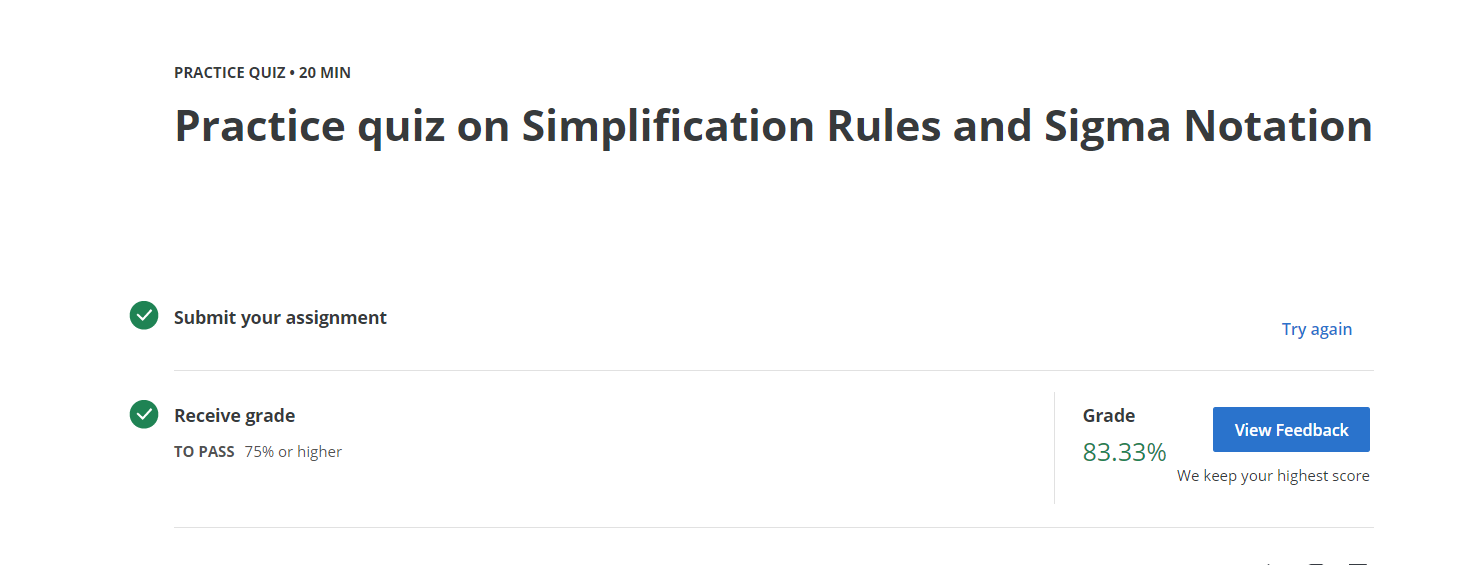 PRACTICE QUIZ • 20 MIN
Practice quiz on Simplification Rules and Sigma Notation
Submit your assignment
Try again
Receive grade
TO PASS 75% or higher
Grade
83.33%
View Feedback
We keep your highest score